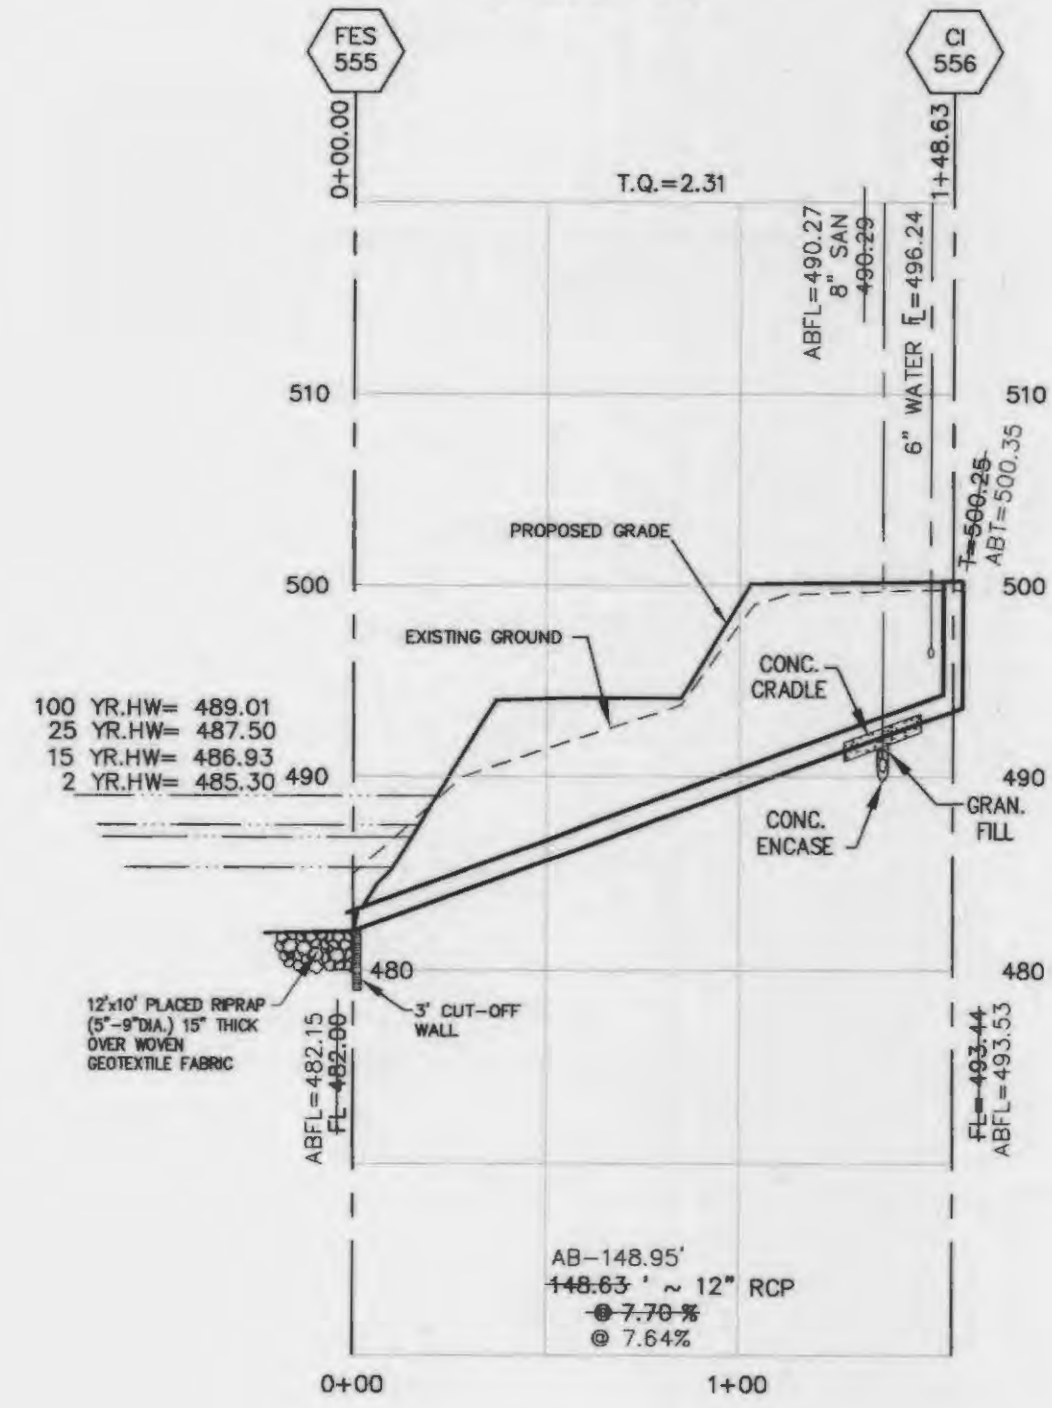 FES
555
CI
556
0+00.00
1+48.63
T.Q.=2.31
ABFL=490.27
8" SAN
490.29
6" WATER FL=496.24
510
510
T=500.25
ABT=500.35
PROPOSED GRADE
500
500
EXISTING GROUND
CONC.
CRADLE
100 YR.HW= 489.01
25 YR.HW= 487.50
15 YR.HW= 486.93
2 YR.HW= 485.30
490
490
GRAN.
FILL
CONC.
ENCASE
480
480
12'x10' PLACED RIPRAP
(5"-9"DIA.) 15" THICK
OVER WOVEN
GEOTEXTILE FABRIC
3' CUT-OFF
WALL
ABFL=482.15
FL=482.00
FL=493.44
ABFL=493.53
AB-148.95'
148.63 ' ~ 12" RCP
@ 7.70 %
@ 7.64%
0+00
1+00